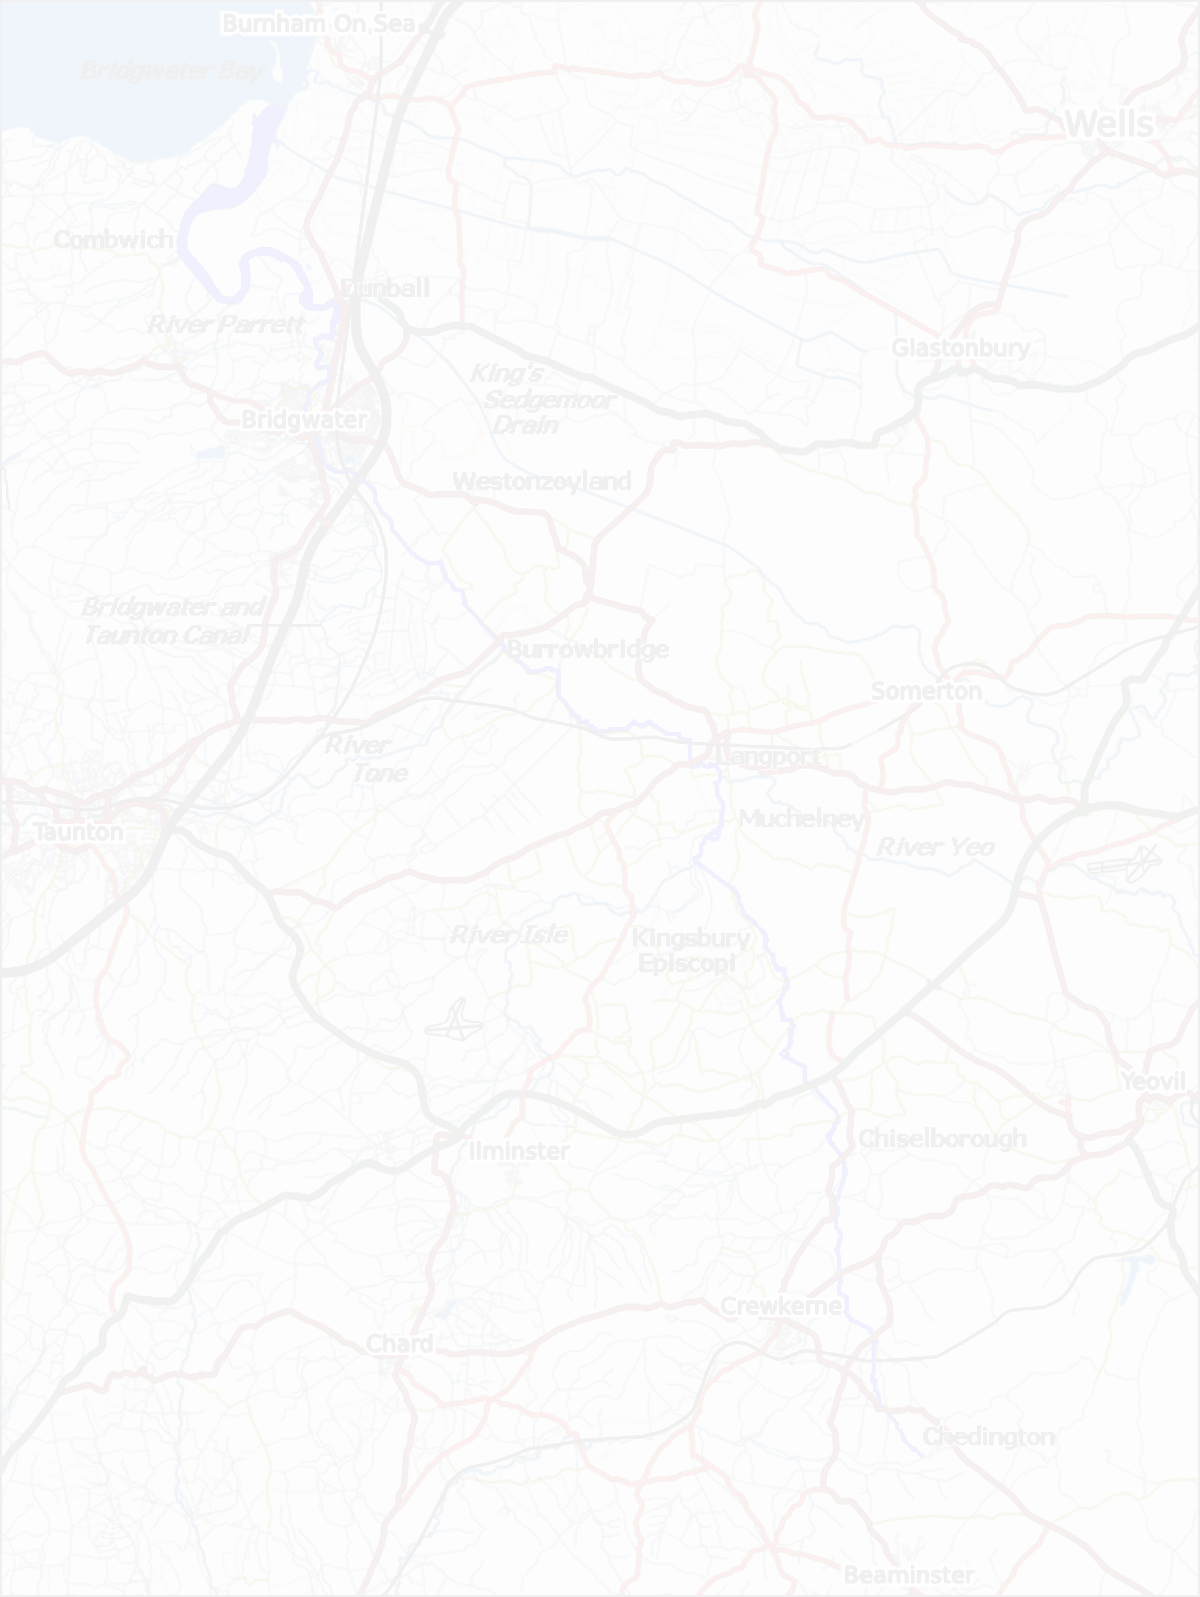 Burnham On Sea
Bridgwater Bay
Wells
Combwich
Dunball
River Parrett
Glastonbury
King's
Sedgemoor
Drain
Bridgwater
Westonzoyland
Bridgwater and
Taunton Canal
Burrowbridge
Somerton
River
Tone
Langport
Muchelney
Taunton
River Yeo
River Isle
Kingsbury
Episcopi
Yeovil
Chiselborough
Ilminster
Crewkerne
Chard
Chedington
Beaminster